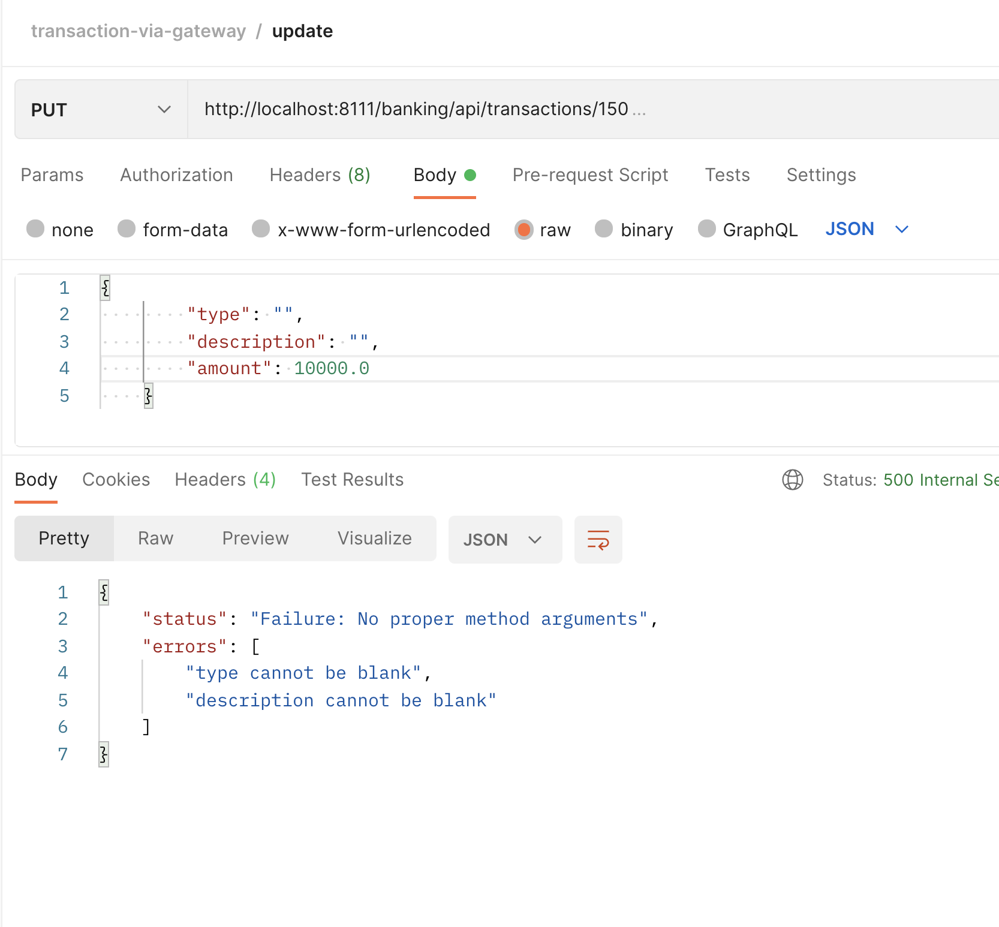 transaction-via-gateway / update
PUT http://localhost:8111/banking/api/transactions/150 ...
Params Authorization Headers (8) Body Pre-request Script Tests Settings
none form-data x-www-form-urlencoded raw binary GraphQL JSON
1 {
2 "type": "",
3 "description": "",
4 "amount": 10000.0
5 }
Body Cookies Headers (4) Test Results Status: 500 Internal Se
Pretty Raw Preview Visualize JSON
1 {
2 "status": "Failure: No proper method arguments",
3 "errors": [
4 "type cannot be blank",
5 "description cannot be blank"
6 ]
7 }